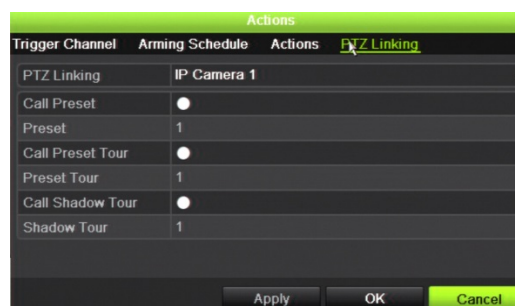 Actions
Trigger Channel Arming Schedule Actions PTZ Linking
PTZ Linking IP Camera 1
Call Preset
Preset 1
Call Preset Tour
Preset Tour 1
Call Shadow Tour
Shadow Tour 1
Apply OK Cancel